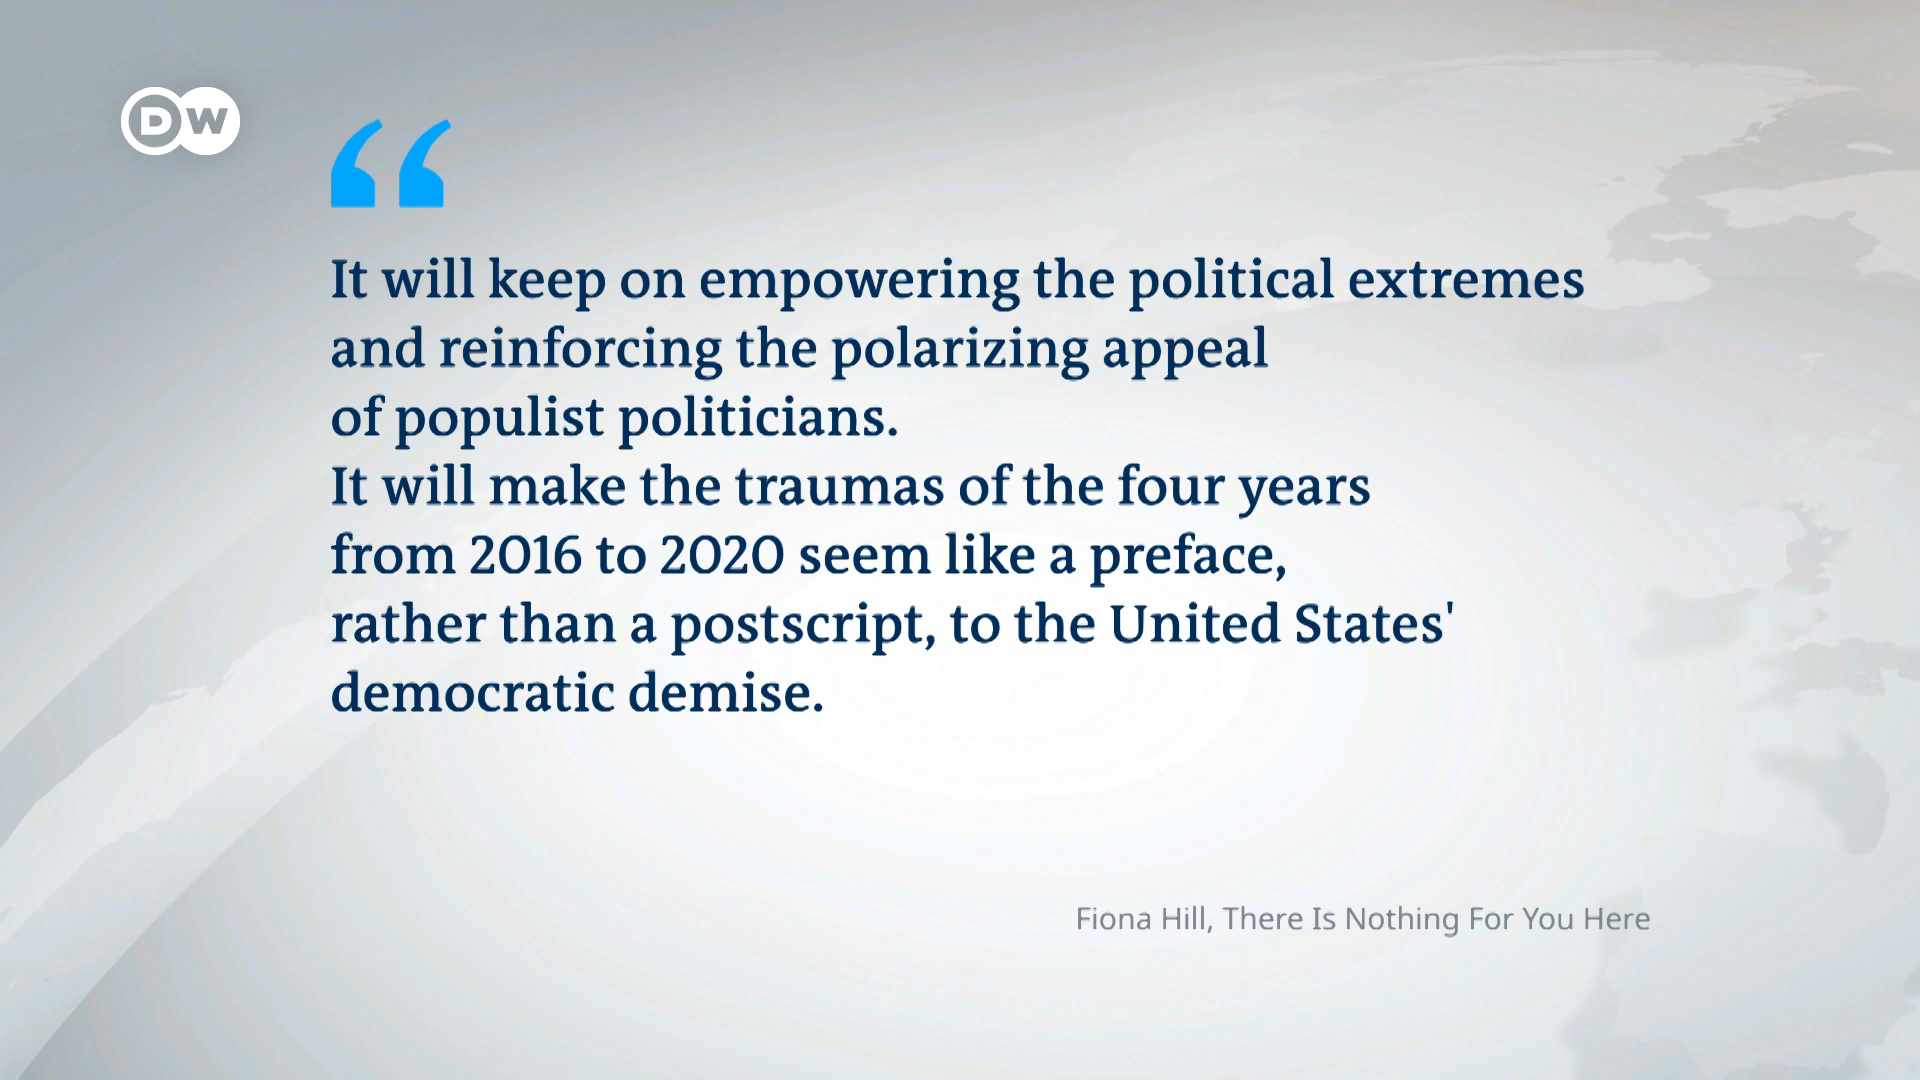 DW
“
It will keep on empowering the political extremes
and reinforcing the polarizing appeal
of populist politicians.
It will make the traumas of the four years
from 2016 to 2020 seem like a preface,
rather than a postscript, to the United States'
democratic demise.
Fiona Hill, There Is Nothing For You Here